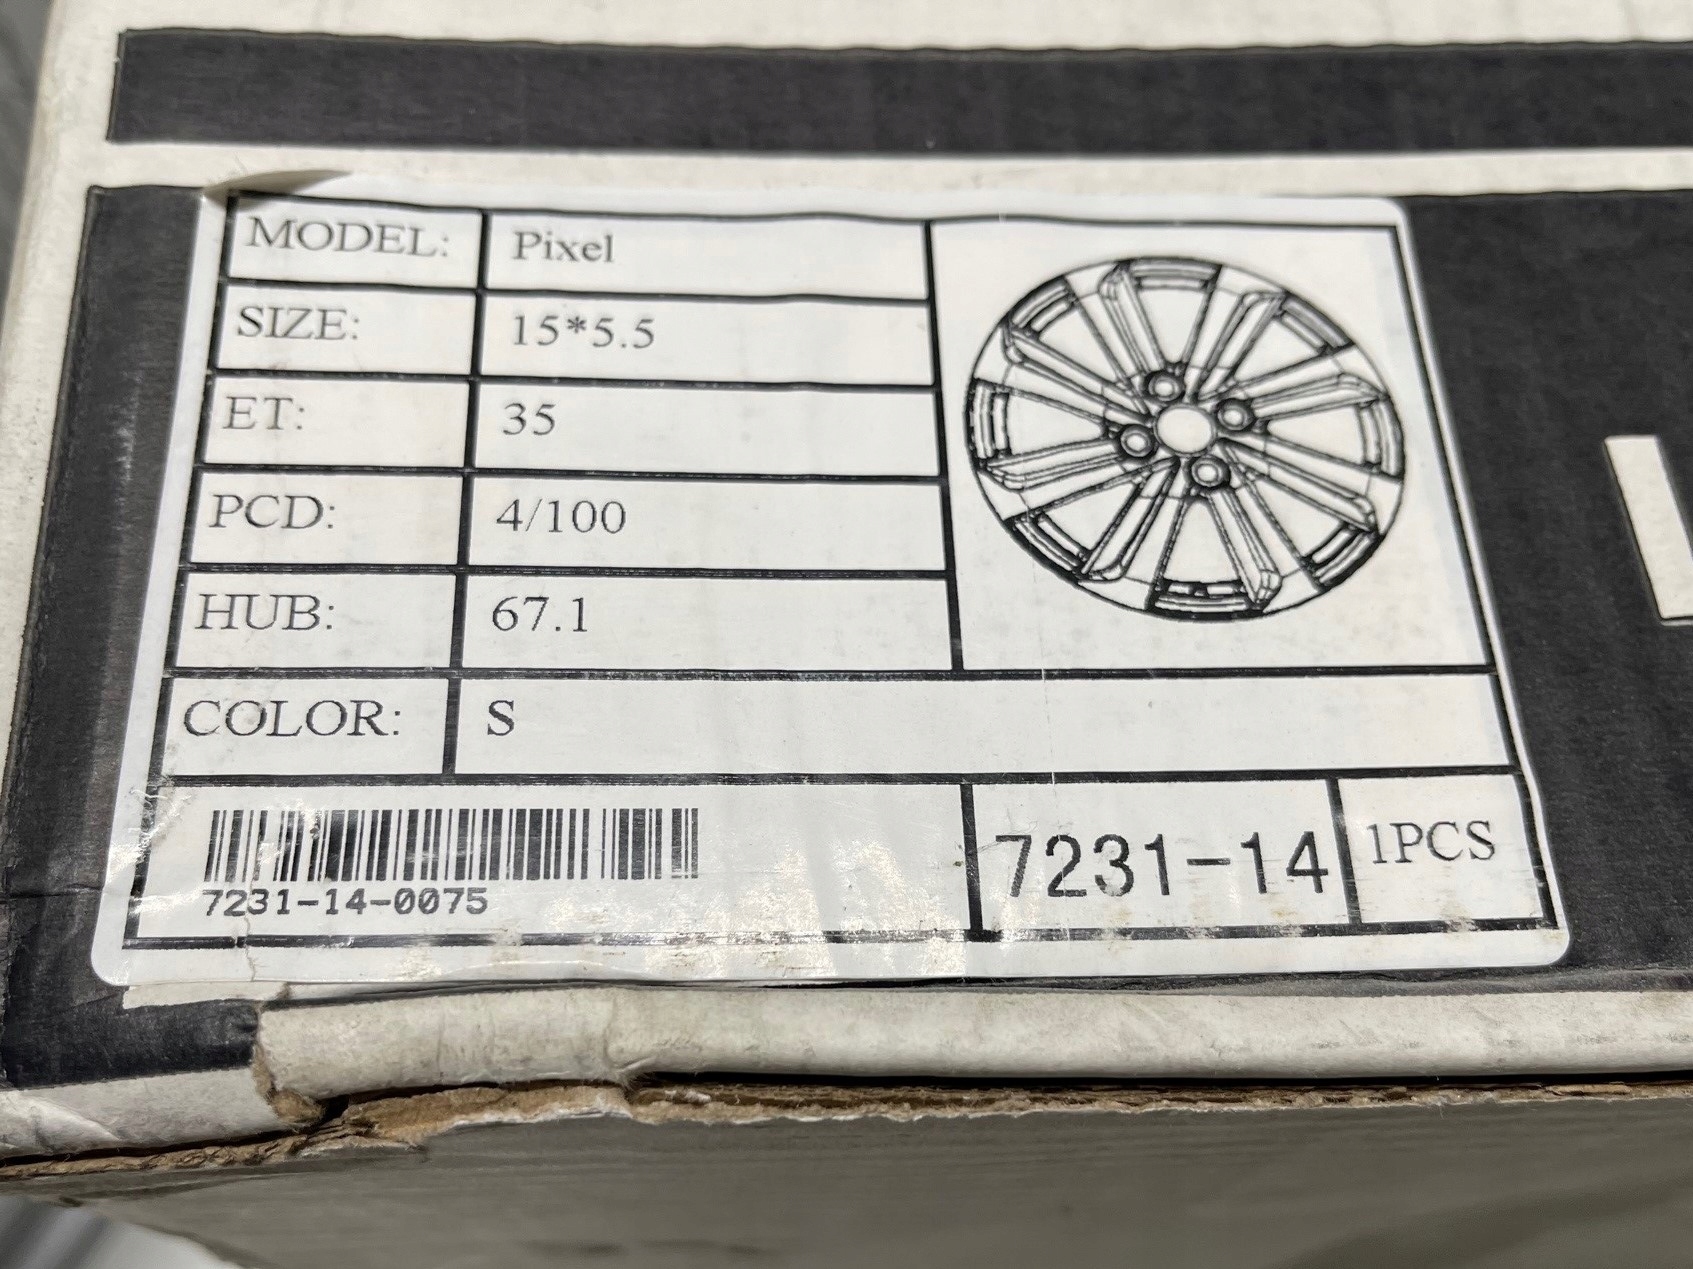 MODEL: Pixel
SIZE: 15*5.5
ET: 35
PCD: 4/100
HUB: 67.1
COLOR: S
7231-14-0075
7231-14
1PCS